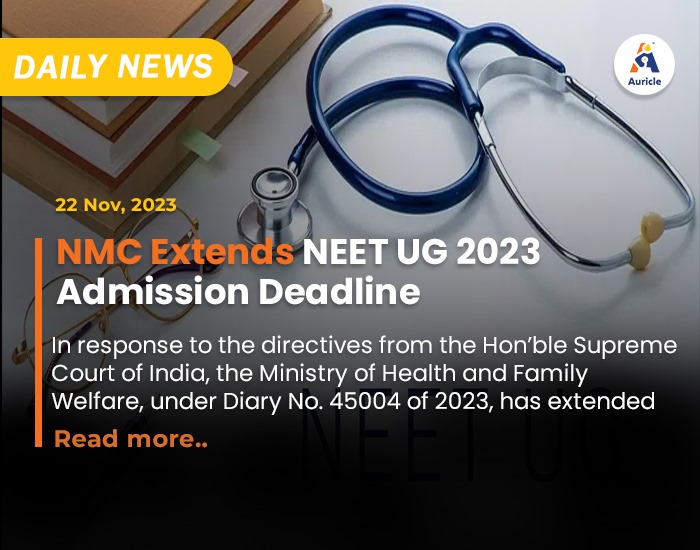 DAILY NEWS
Auricle
22 Nov, 2023
NMC Extends NEET UG 2023
Admission Deadline
In response to the directives from the Hon’ble Supreme
Court of India, the Ministry of Health and Family
Welfare, under Diary No. 45004 of 2023, has extended
Read more..
NEET UG